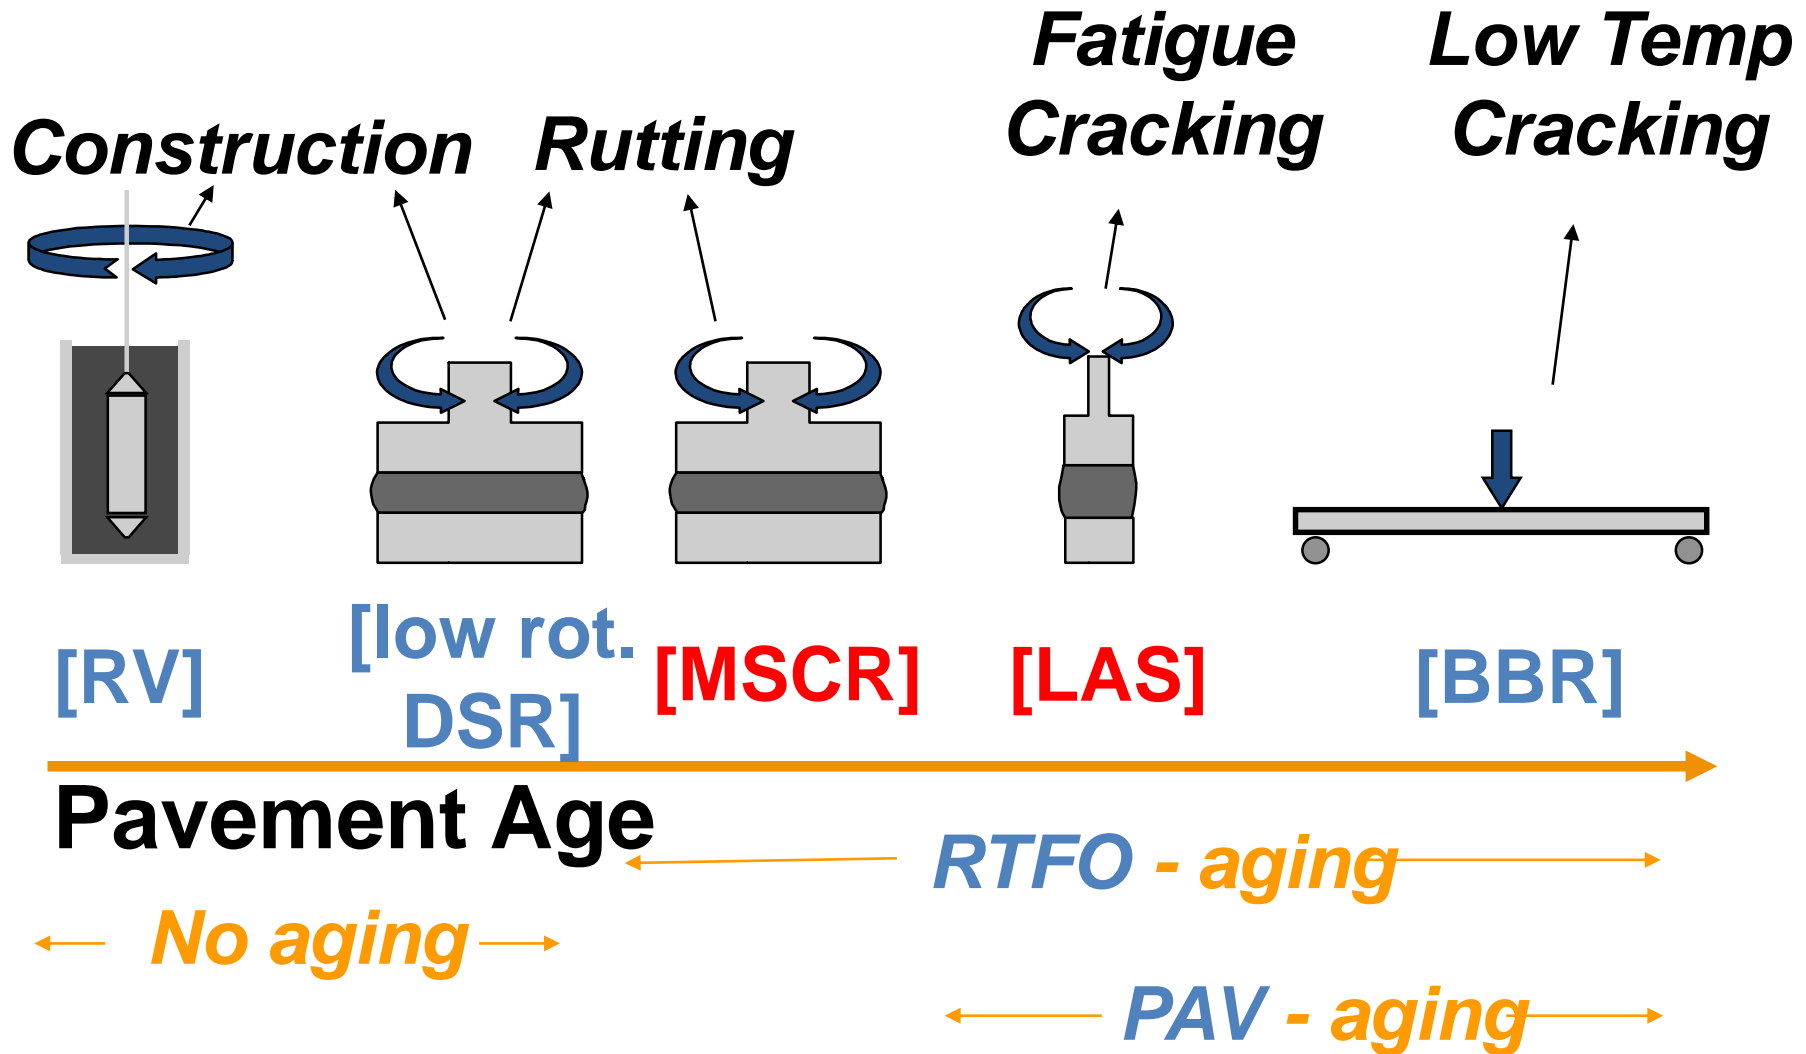 Fatigue
Cracking
Low Temp
Cracking
Construction
Rutting
[RV]
[low rot.
DSR]
[MSCR]
[LAS]
[BBR]
Pavement Age
RTFO - aging
No aging
PAV - aging